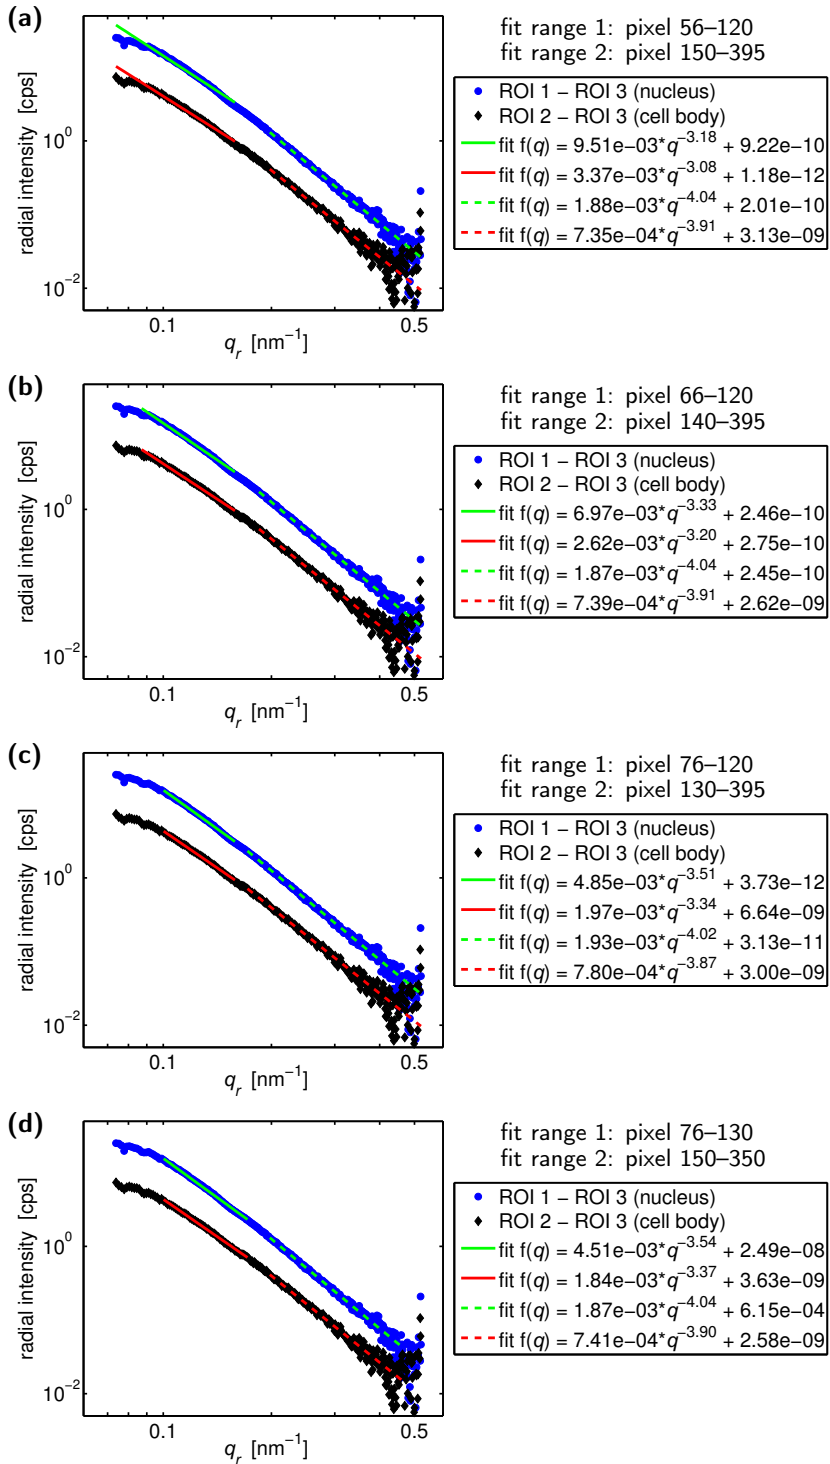 (a)
fit range 1: pixel 56–120
fit range 2: pixel 150–395
ROI 1 – ROI 3 (nucleus)
ROI 2 – ROI 3 (cell body)
fit f(q) = 9.51e−03*q^−3.18 + 9.22e−10
fit f(q) = 3.37e−03*q^−3.08 + 1.18e−12
fit f(q) = 1.88e−03*q^−4.04 + 2.01e−10
fit f(q) = 7.35e−04*q^−3.91 + 3.13e−09
radial intensity [cps]
10^0
10^−2
0.1 0.5
q_r [nm^−1]
(b)
fit range 1: pixel 66–120
fit range 2: pixel 140–395
ROI 1 – ROI 3 (nucleus)
ROI 2 – ROI 3 (cell body)
fit f(q) = 6.97e−03*q^−3.33 + 2.46e−10
fit f(q) = 2.62e−03*q^−3.20 + 2.75e−10
fit f(q) = 1.87e−03*q^−4.04 + 2.45e−10
fit f(q) = 7.39e−04*q^−3.91 + 2.62e−09
radial intensity [cps]
10^0
10^−2
0.1 0.5
q_r [nm^−1]
(c)
fit range 1: pixel 76–120
fit range 2: pixel 130–395
ROI 1 – ROI 3 (nucleus)
ROI 2 – ROI 3 (cell body)
fit f(q) = 4.85e−03*q^−3.51 + 3.73e−12
fit f(q) = 1.97e−03*q^−3.34 + 6.64e−09
fit f(q) = 1.93e−03*q^−4.02 + 3.13e−11
fit f(q) = 7.80e−04*q^−3.87 + 3.00e−09
radial intensity [cps]
10^0
10^−2
0.1 0.5
q_r [nm^−1]
(d)
fit range 1: pixel 76–130
fit range 2: pixel 150–350
ROI 1 – ROI 3 (nucleus)
ROI 2 – ROI 3 (cell body)
fit f(q) = 4.51e−03*q^−3.54 + 2.49e−08
fit f(q) = 1.84e−03*q^−3.37 + 3.63e−09
fit f(q) = 1.87e−03*q^−4.04 + 6.15e−04
fit f(q) = 7.41e−04*q^−3.90 + 2.58e−09
radial intensity [cps]
10^0
10^−2
0.1 0.5
q_r [nm^−1]